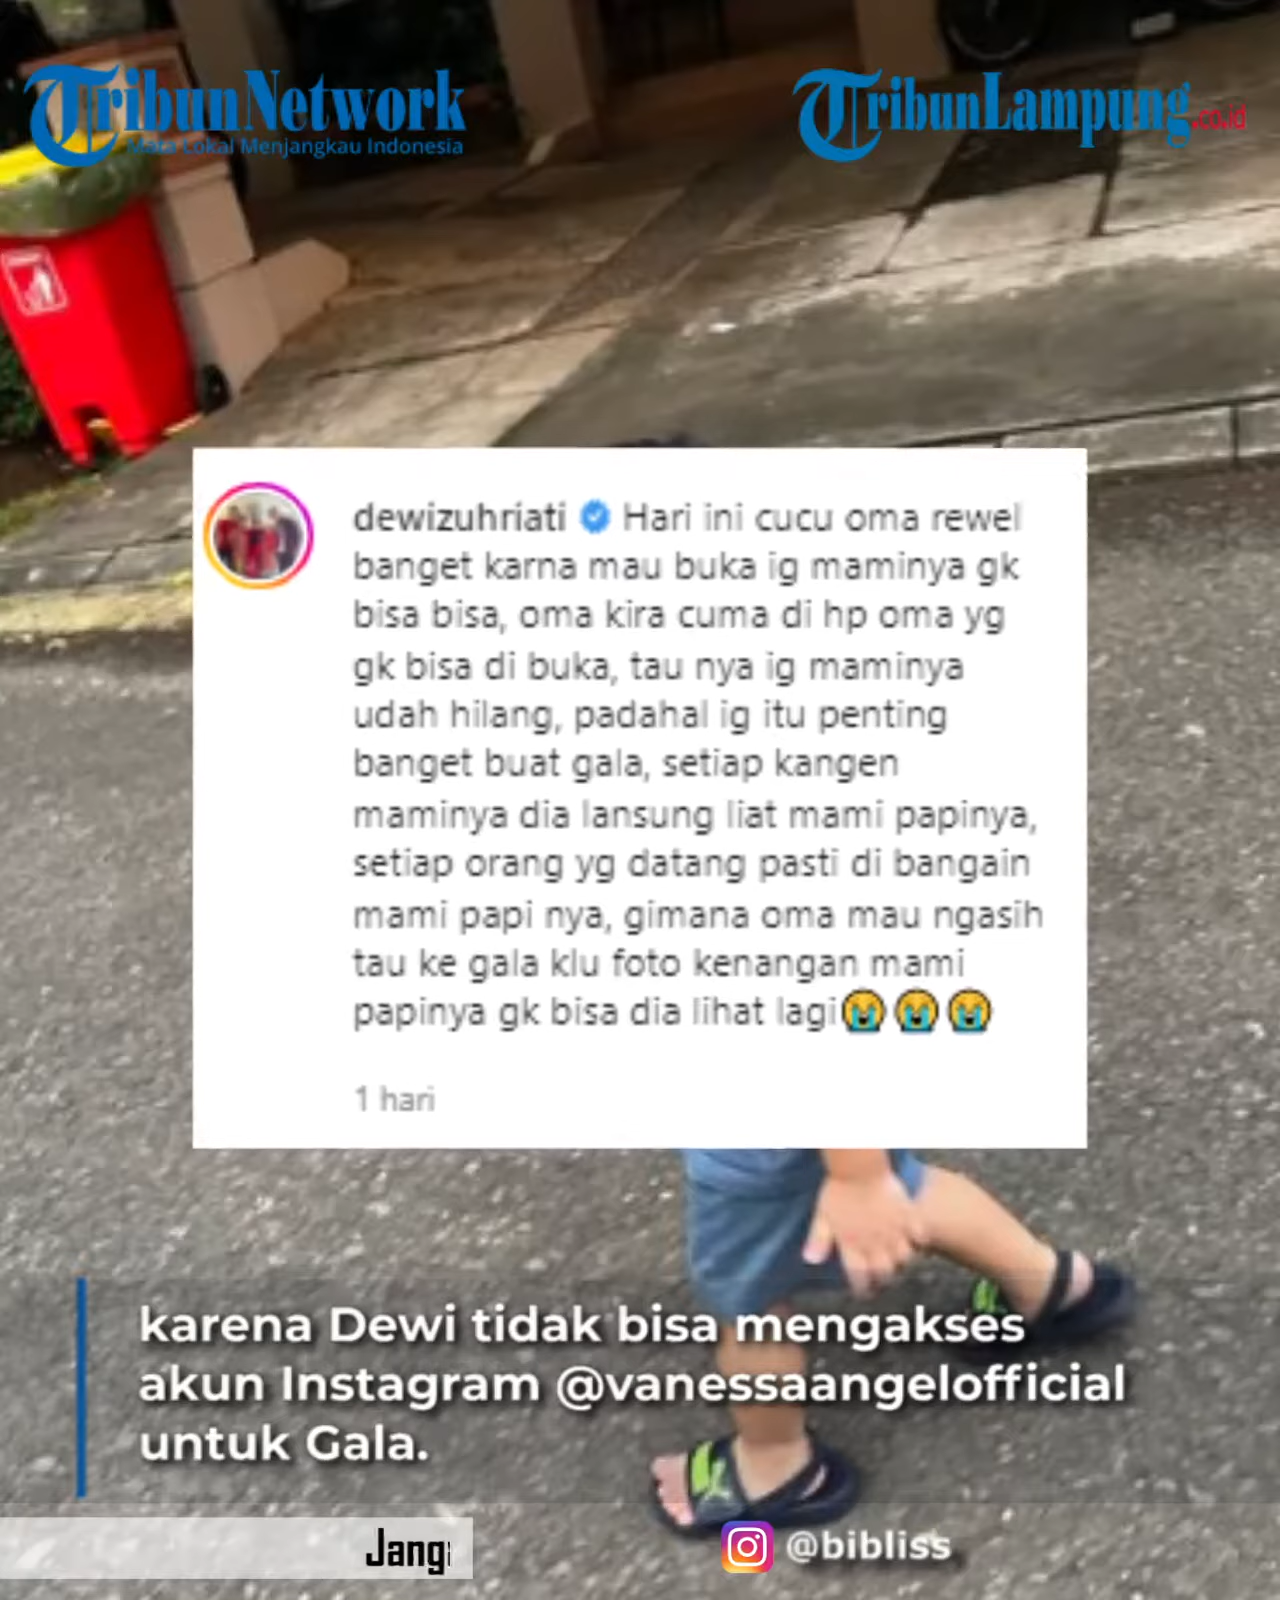 TribunNetwork
Mata Lokal Menjangkau Indonesia
TribunLampung.co.id
dewizuhriati Hari ini cucu oma rewel
banget karna mau buka ig maminya gk
bisa bisa, oma kira cuma di hp oma yg
gk bisa di buka, tau nya ig maminya
udah hilang, padahal ig itu penting
banget buat gala, setiap kangen
maminya dia lansung liat mami papinya,
setiap orang yg datang pasti di bangain
mami papi nya, gimana oma mau ngasih
tau ke gala klu foto kenangan mami
papinya gk bisa dia lihat lagi😭😭😭
1 hari
karena Dewi tidak bisa mengakses
akun Instagram @vanessaangelofficial
untuk Gala.
Jang
@bibliss